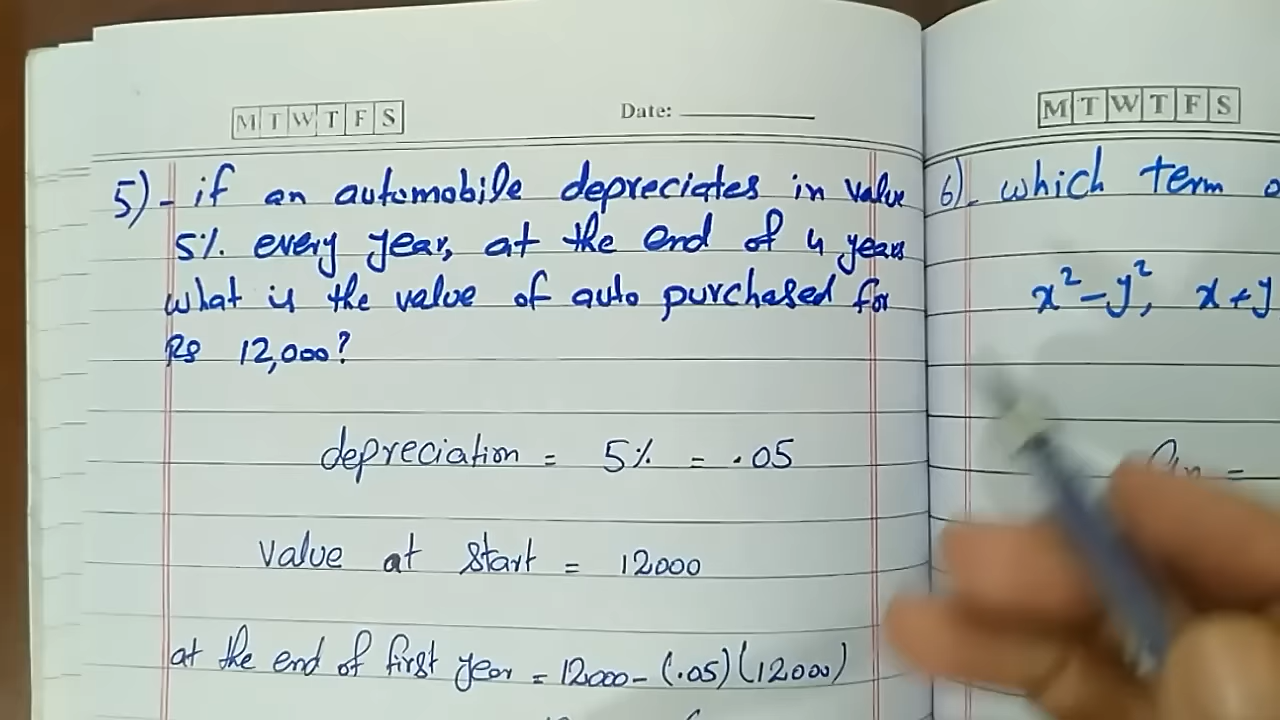 M T W T F S
Date:
5)- if an automobile depreciates in value
5% every year, at the end of 4 years
what is the value of auto purchased for
Rs 12,000?
depreciation = 5% = .05
value at start = 12000
at the end of first year = 12000 - (.05)(12000)
M T W T F S
6)- which term
x²-y², x+y
an =